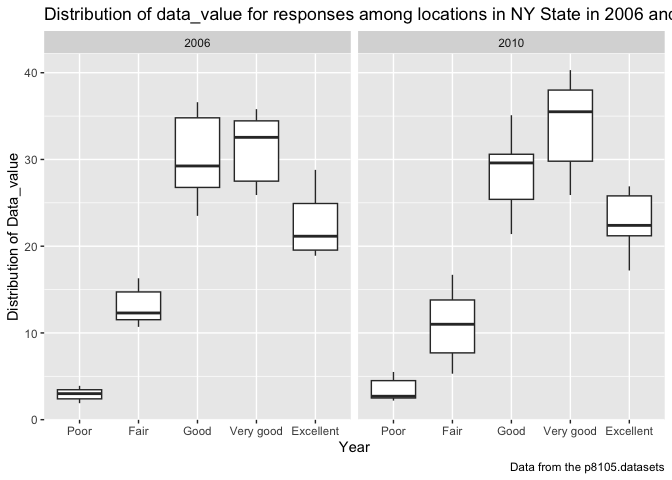 Distribution of data_value for responses among locations in NY State in 2006 and
2006
2010
Distribution of Data_value
40
30
20
10
0
Poor Fair Good Very good Excellent
Poor Fair Good Very good Excellent
Year
Data from the p8105.datasets